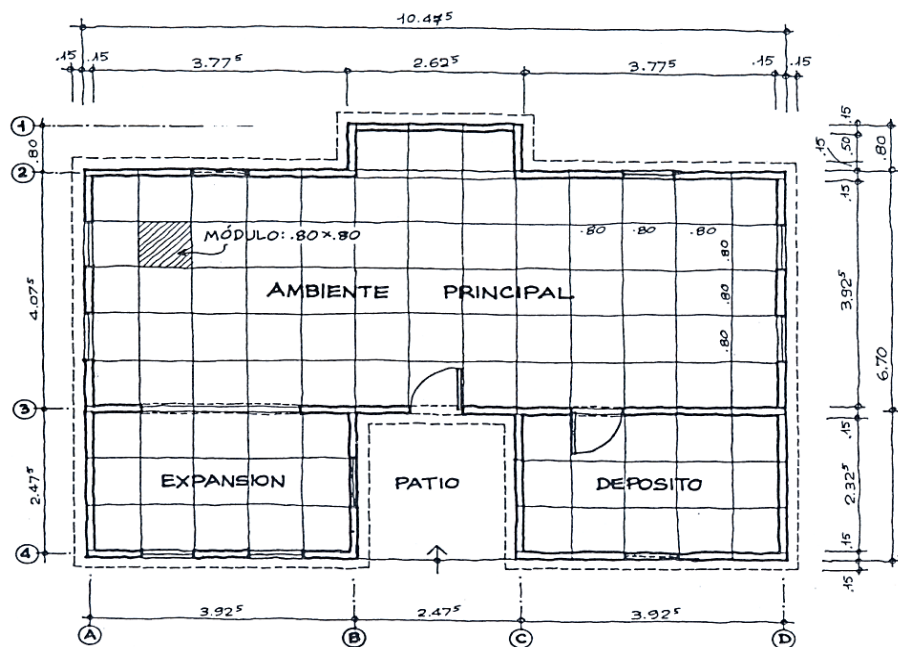 10.47⁵
.15 .15 3.77⁵ 2.62⁵ 3.77⁵ .15 .15
1
.80
2
.15
.15 .50 .80
.15
MÓDULO: .80×.80
.80 .80 .80
.80
.80
.80
AMBIENTE PRINCIPAL
4.07⁵
3.92⁵
6.70
3
.15
EXPANSION PATIO DEPOSITO
2.47⁵
2.32⁵
4
.15
.15
3.92⁵ 2.47⁵ 3.92⁵
A B C D